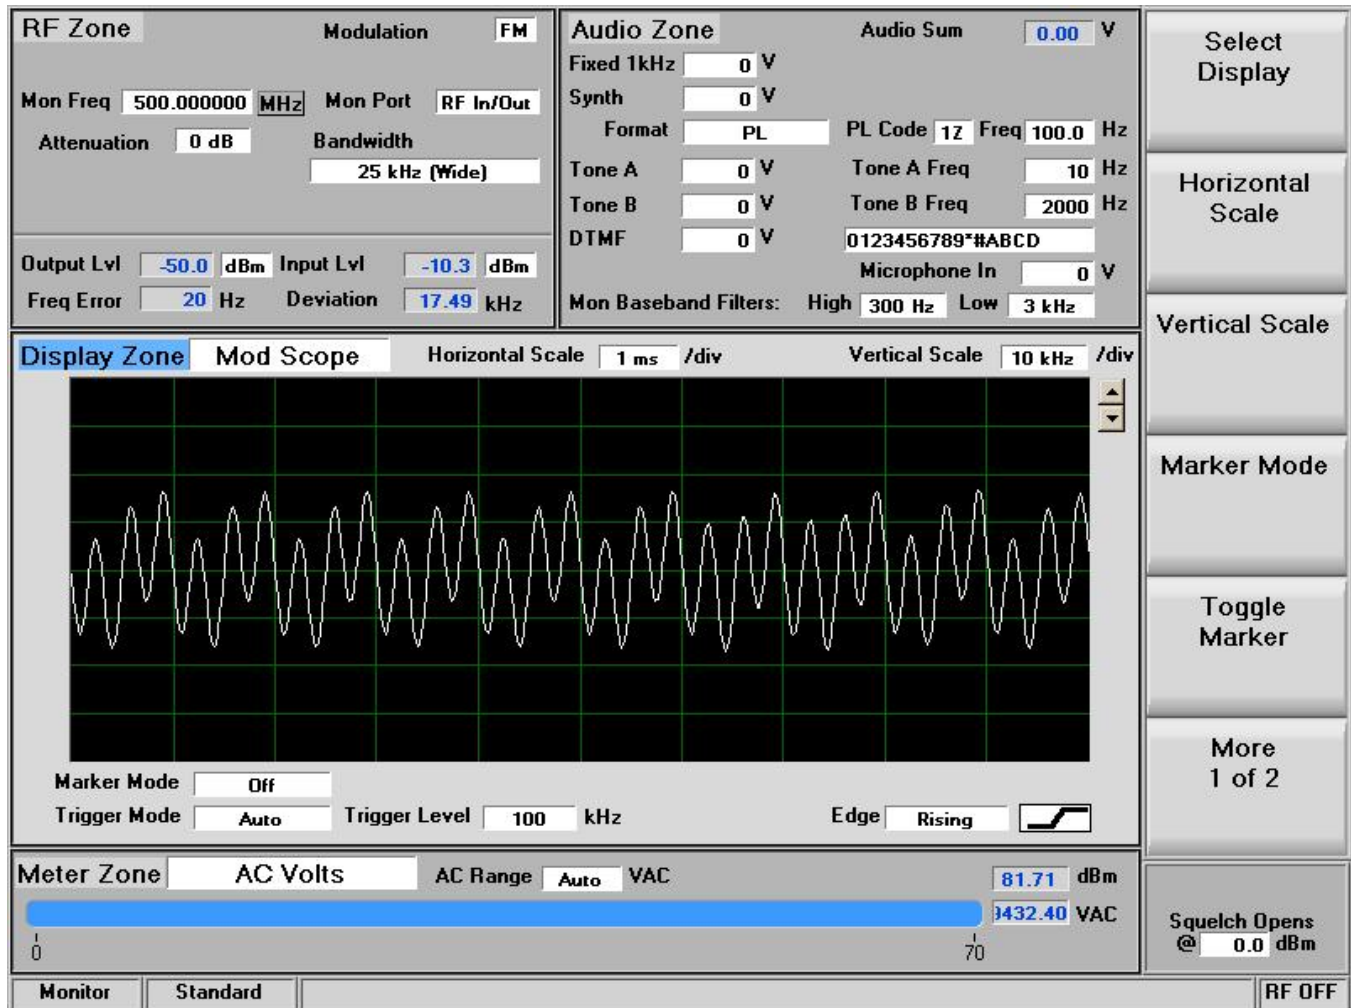 RF Zone Modulation FM
Mon Freq 500.000000 MHz Mon Port RF In/Out
Attenuation 0 dB Bandwidth
25 kHz (Wide)
Output Lvl -50.0 dBm Input Lvl -10.3 dBm
Freq Error 20 Hz Deviation 17.49 kHz
Audio Zone Audio Sum 0.00 V
Fixed 1kHz 0 V
Synth 0 V
Format PL PL Code 1Z Freq 100.0 Hz
Tone A 0 V Tone A Freq 10 Hz
Tone B 0 V Tone B Freq 2000 Hz
DTMF 0 V 0123456789*#ABCD
Microphone In 0 V
Mon Baseband Filters: High 300 Hz Low 3 kHz
Display Zone Mod Scope Horizontal Scale 1 ms /div Vertical Scale 10 kHz /div
Marker Mode Off
Trigger Mode Auto Trigger Level 100 kHz Edge Rising
Meter Zone AC Volts AC Range Auto VAC 81.71 dBm
9432.40 VAC
0 70
Monitor Standard RF OFF
Select
Display
Horizontal
Scale
Vertical Scale
Marker Mode
Toggle
Marker
More
1 of 2
Squelch Opens
@ 0.0 dBm